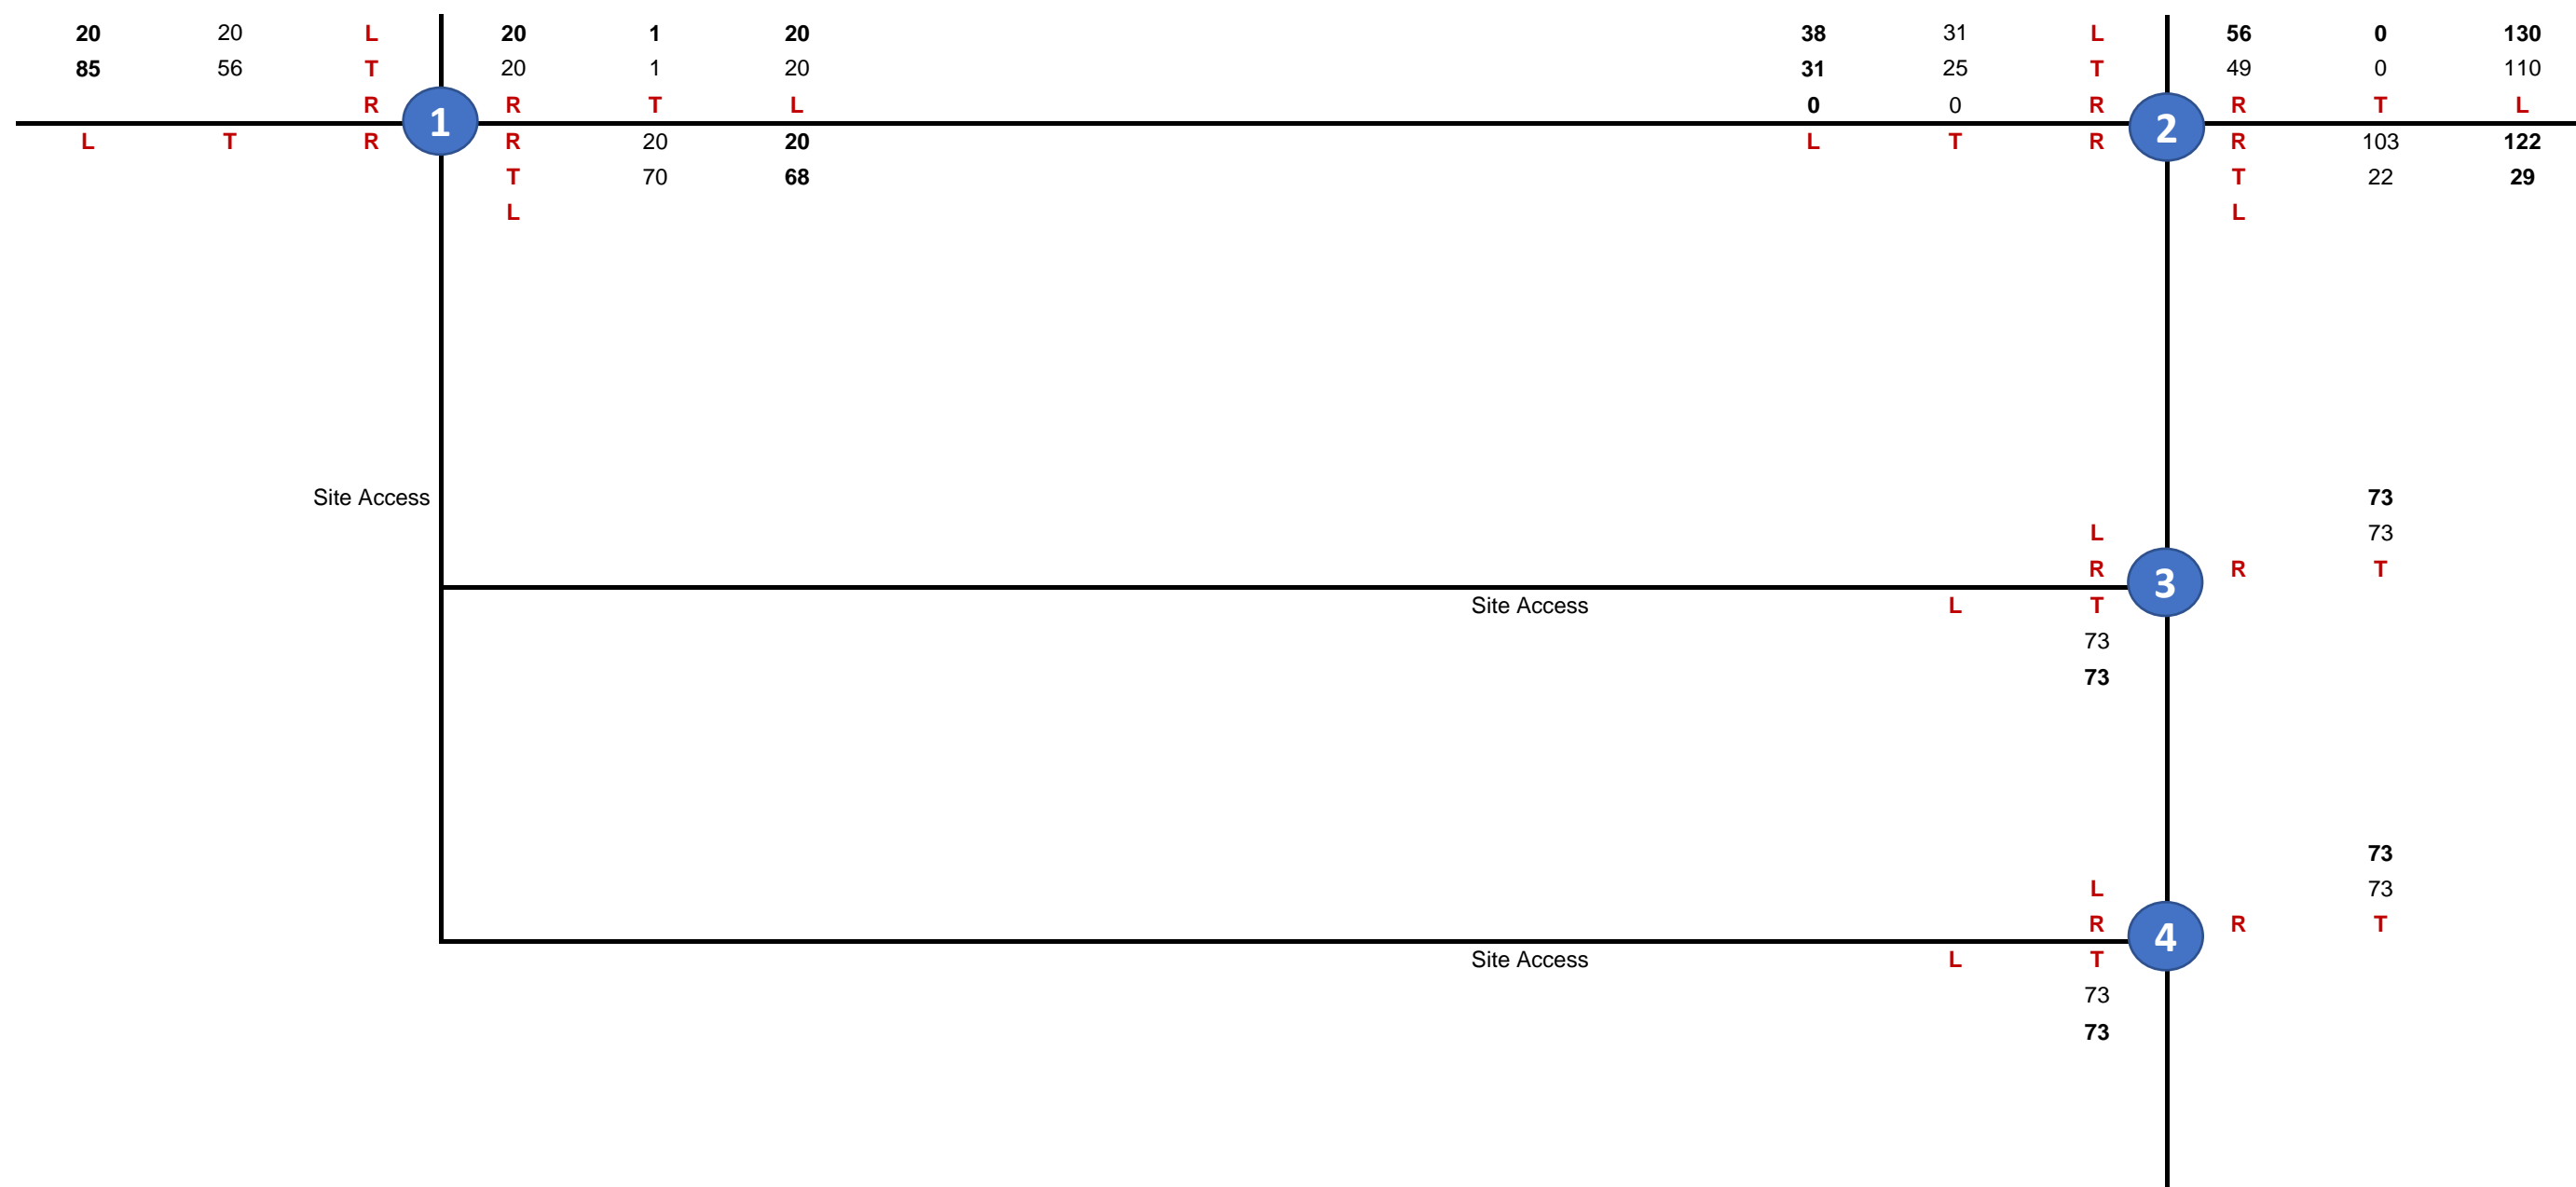 20 20 L 20 1 20 38 31 L 56 0 130
85 56 T 20 1 20 31 25 T 49 0 110
R R T L 0 0 R R T L
1 2
L T R R 20 20 L T R R 103 122
T 70 68 T 22 29
L L
Site Access 73
L 73
R 3 R T
Site Access L T
73
73
73
L 73
R 4 R T
Site Access L T
73
73